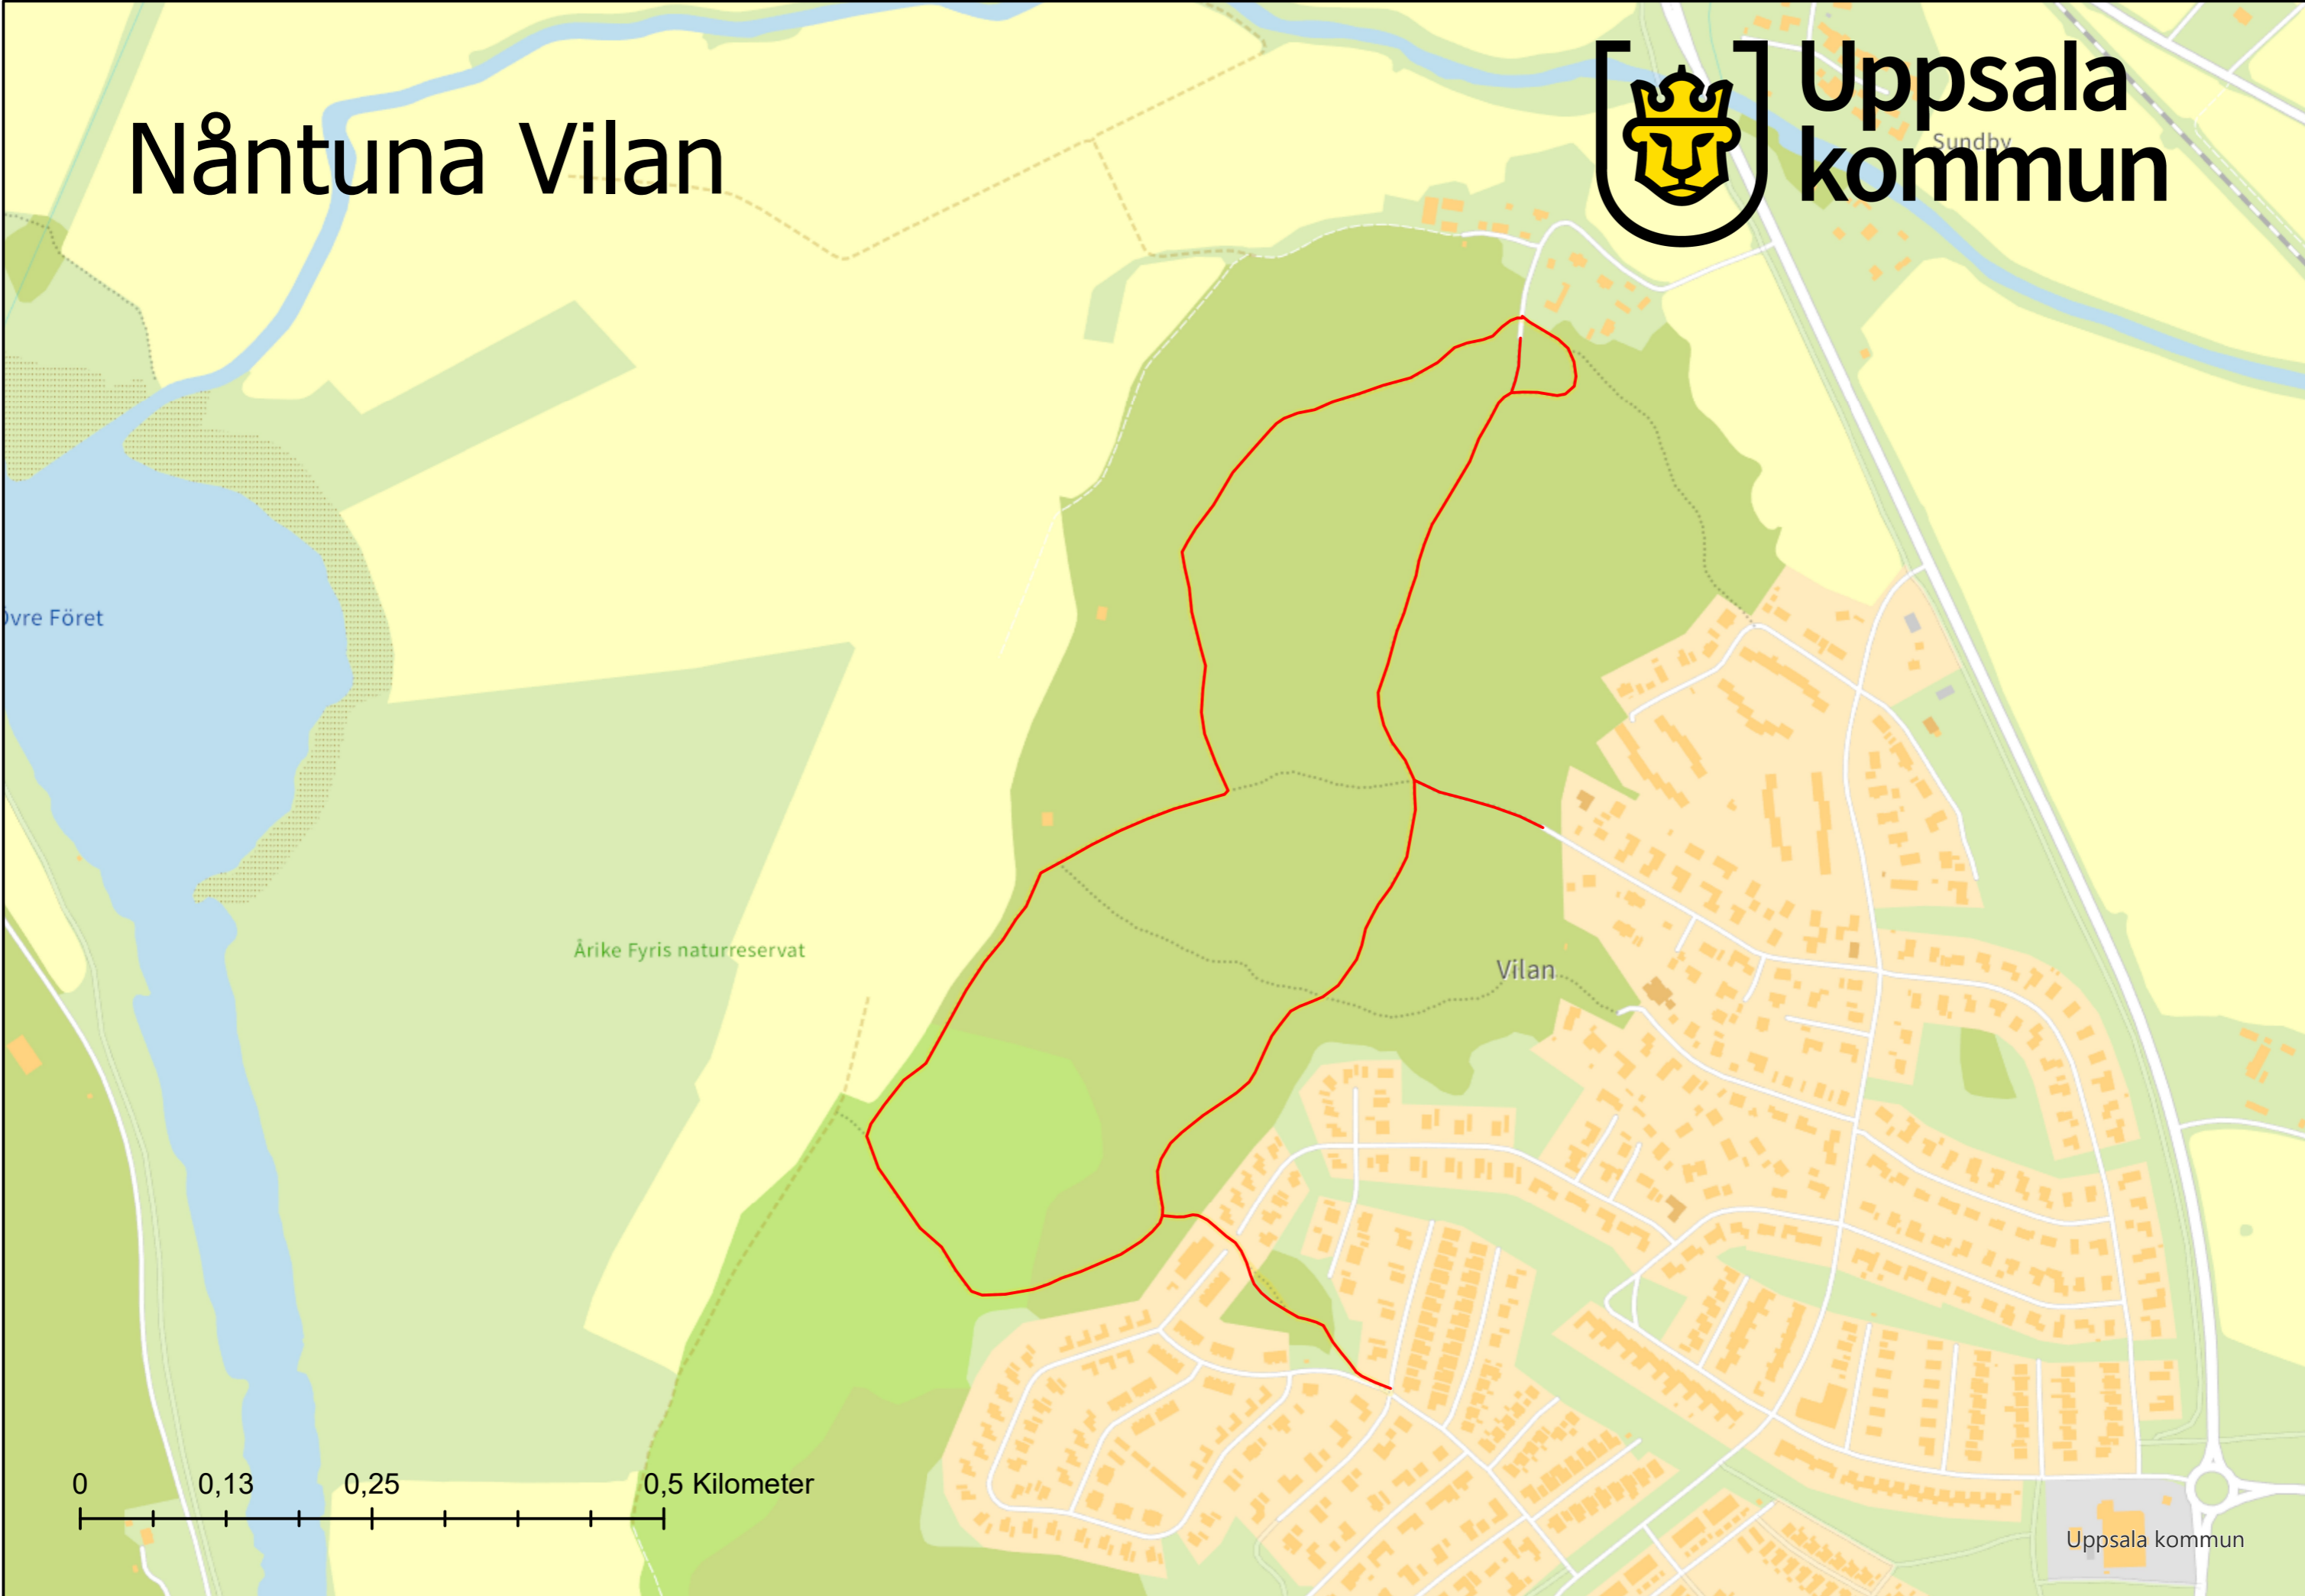 Nåntuna Vilan
Uppsala
kommun
Sundby
Övre Föret
Årike Fyris naturreservat
Vilan
0 0,13 0,25 0,5 Kilometer
Uppsala kommun